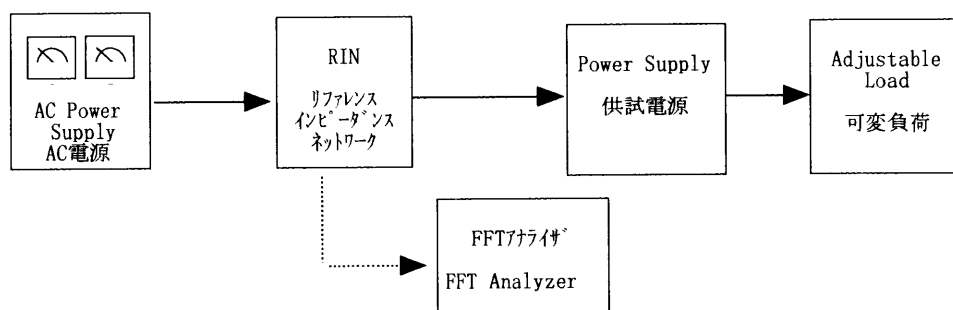 AC Power
Supply
AC電源
RIN
リファレンス
インピーダンス
ネットワーク
Power Supply
供試電源
Adjustable
Load
可変負荷
FFTアナライザ
FFT Analyzer